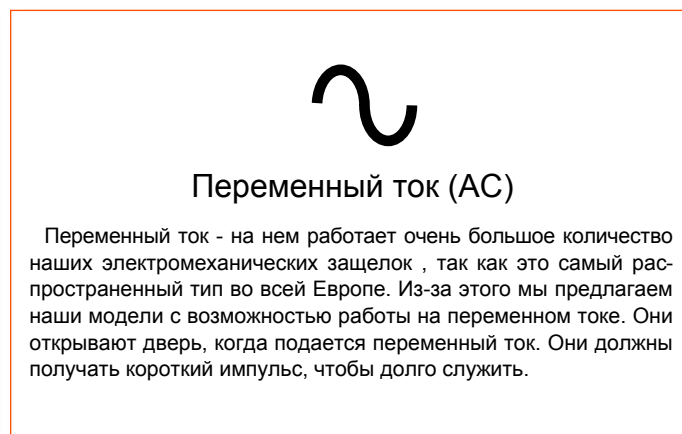 Переменный ток (AC)
Переменный ток - на нем работает очень большое количество
наших электромеханических защелок , так как это самый рас-
пространенный тип во всей Европе. Из-за этого мы предлагаем
наши модели с возможностью работы на переменном токе. Они
открывают дверь, когда подается переменный ток. Они должны
получать короткий импульс, чтобы долго служить.